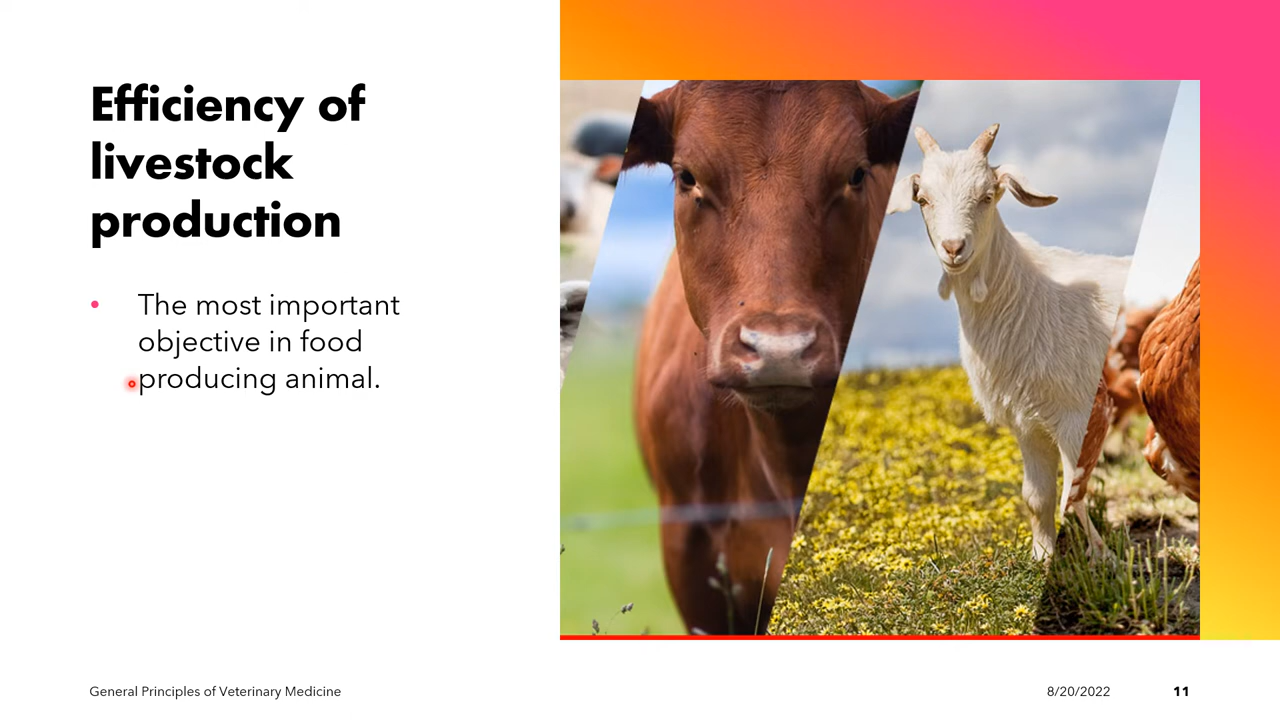 Efficiency of
livestock
production
• The most important
objective in food
producing animal.
General Principles of Veterinary Medicine
8/20/2022
11